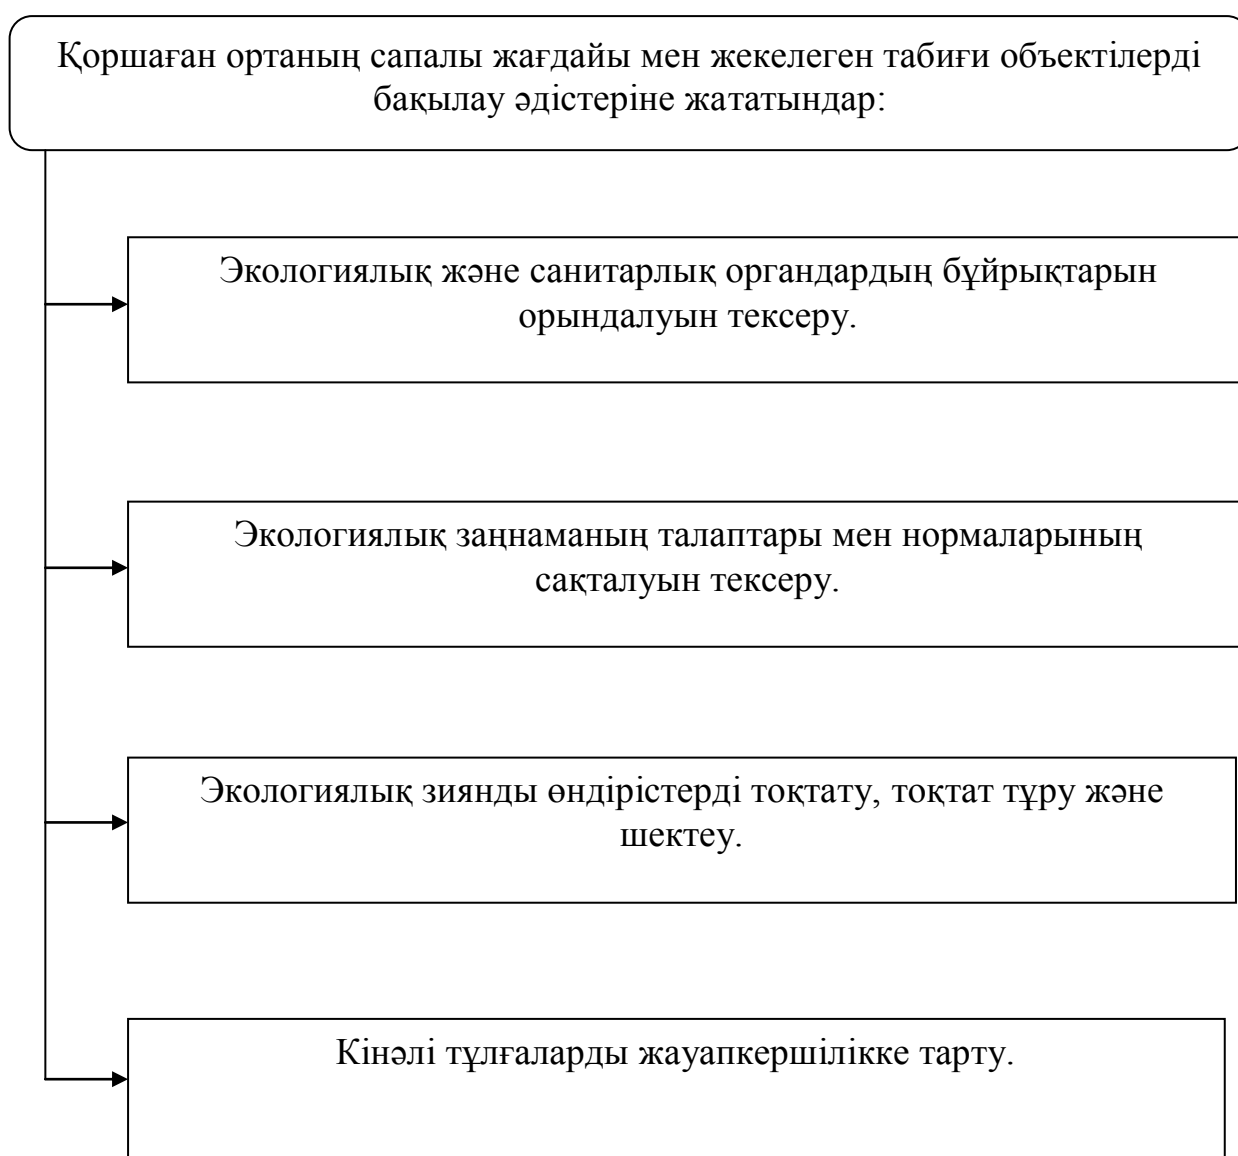 Қоршаған ортаның сапалы жағдайы мен жекелеген табиғи объектілерді
бақылау әдістеріне жататындар:
Экологиялық және санитарлық органдардың бұйрықтарын
орындалуын тексеру.
Экологиялық заңнаманың талаптары мен нормаларының
сақталуын тексеру.
Экологиялық зиянды өндірістерді тоқтату, тоқтат тұру және
шектеу.
Кінәлі тұлғаларды жауапкершілікке тарту.